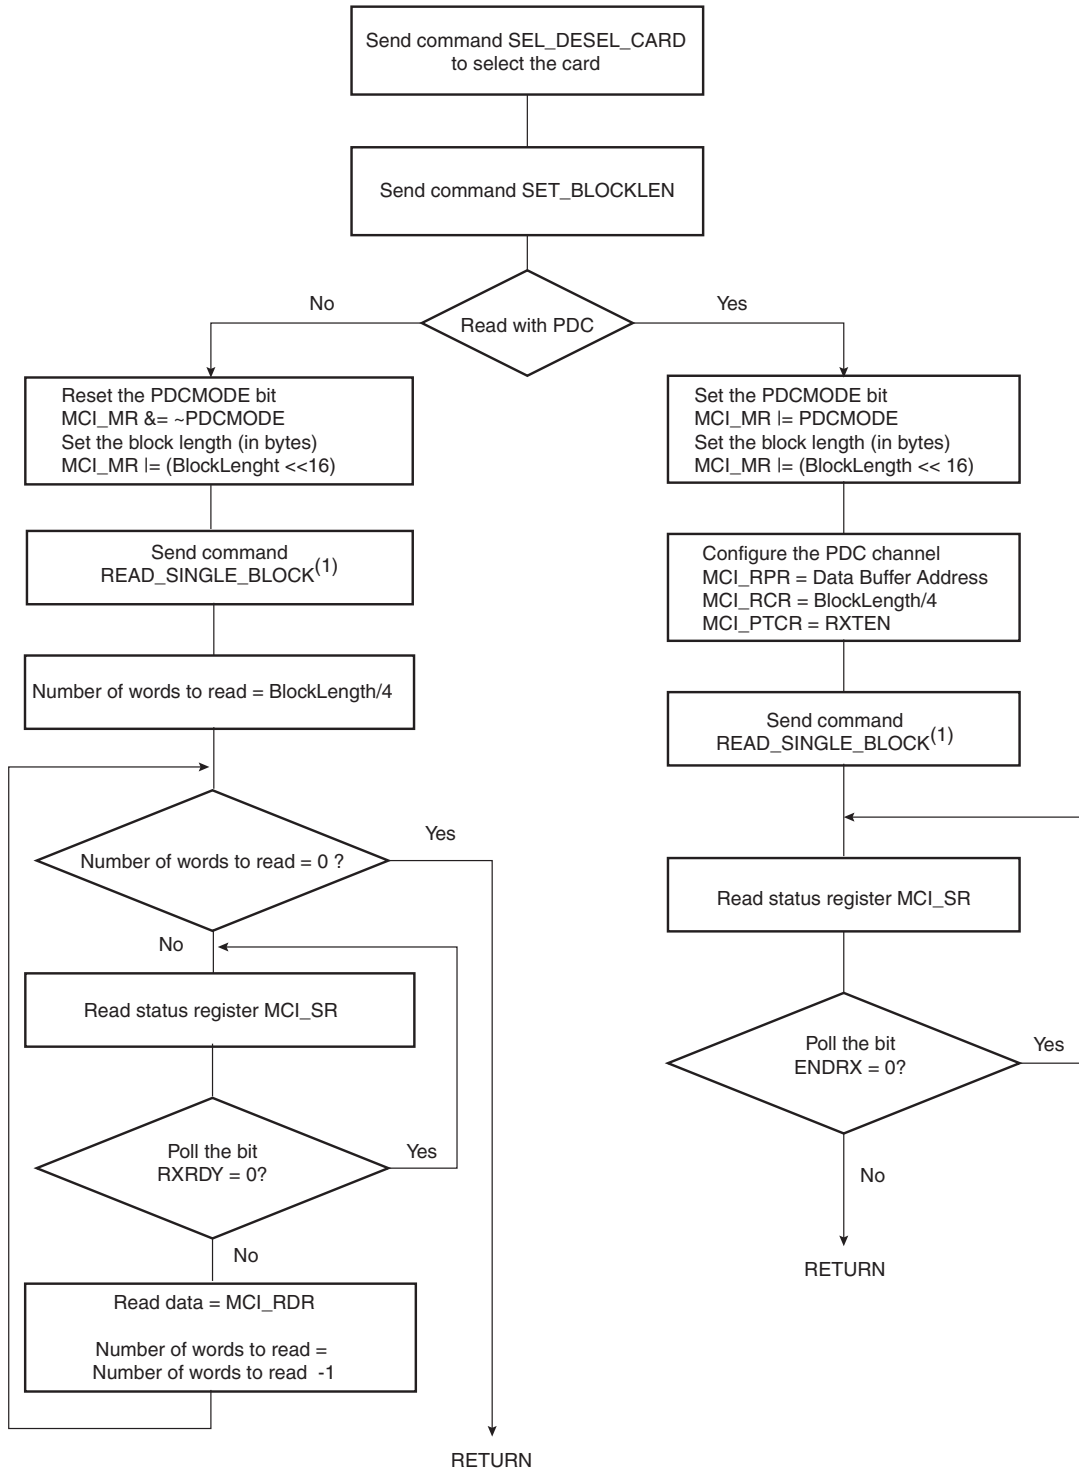 Send command SEL_DESEL_CARD
to select the card
Send command SET_BLOCKLEN
No
Yes
Read with PDC
Reset the PDCMODE bit
MCI_MR &= ~PDCMODE
Set the block length (in bytes)
MCI_MR |= (BlockLenght <<16)
Send command
READ_SINGLE_BLOCK(1)
Number of words to read = BlockLength/4
Number of words to read = 0 ?
Yes
No
Read status register MCI_SR
Poll the bit
RXRDY = 0?
Yes
No
Read data = MCI_RDR
Number of words to read =
Number of words to read -1
RETURN
Set the PDCMODE bit
MCI_MR |= PDCMODE
Set the block length (in bytes)
MCI_MR |= (BlockLength << 16)
Configure the PDC channel
MCI_RPR = Data Buffer Address
MCI_RCR = BlockLength/4
MCI_PTCR = RXTEN
Send command
READ_SINGLE_BLOCK(1)
Read status register MCI_SR
Poll the bit
ENDRX = 0?
Yes
No
RETURN